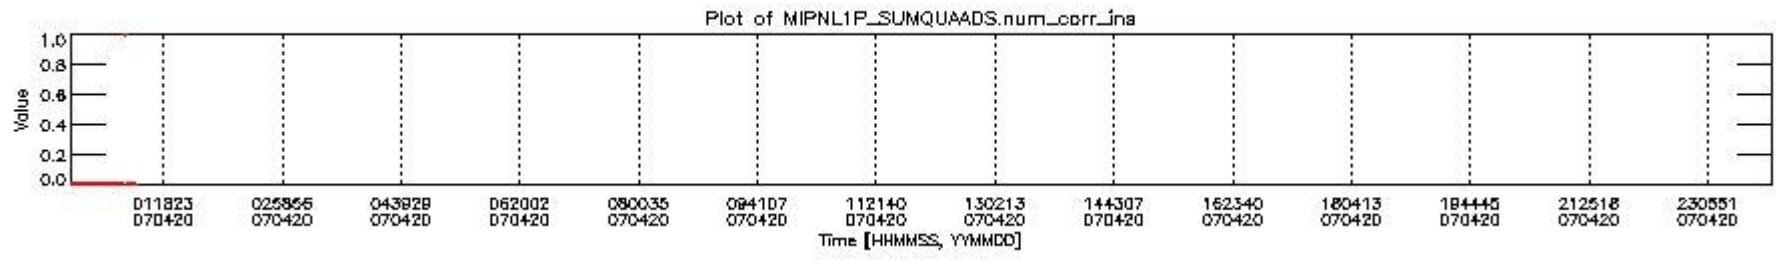 Plot of MIPNL1P_SUMQUAADS.num_corr_ins
1.0
0.8
0.6
0.4
0.2
0.0
Value
011823 025856 043929 062002 080035 094107 112140 130213 144307 162340 180413 194445 212518 230551
070420 070420 070420 070420 070420 070420 070420 070420 070420 070420 070420 070420 070420 070420
Time [HHMMSS, YYMMDD]